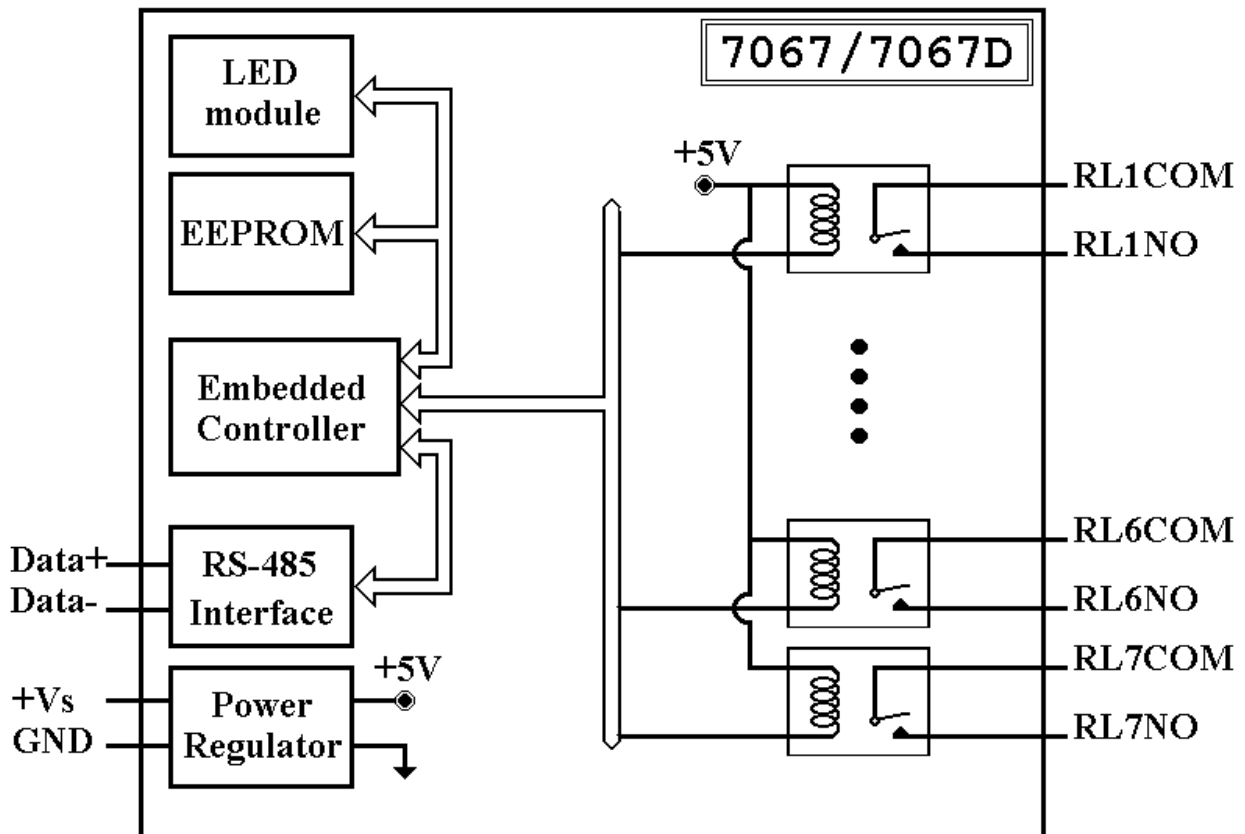 7067/7067D
LED
module
EEPROM
Embedded
Controller
RS-485
Interface
Power
Regulator
Data+
Data-
+Vs
GND
+5V
+5V
RL1COM
RL1NO
RL6COM
RL6NO
RL7COM
RL7NO